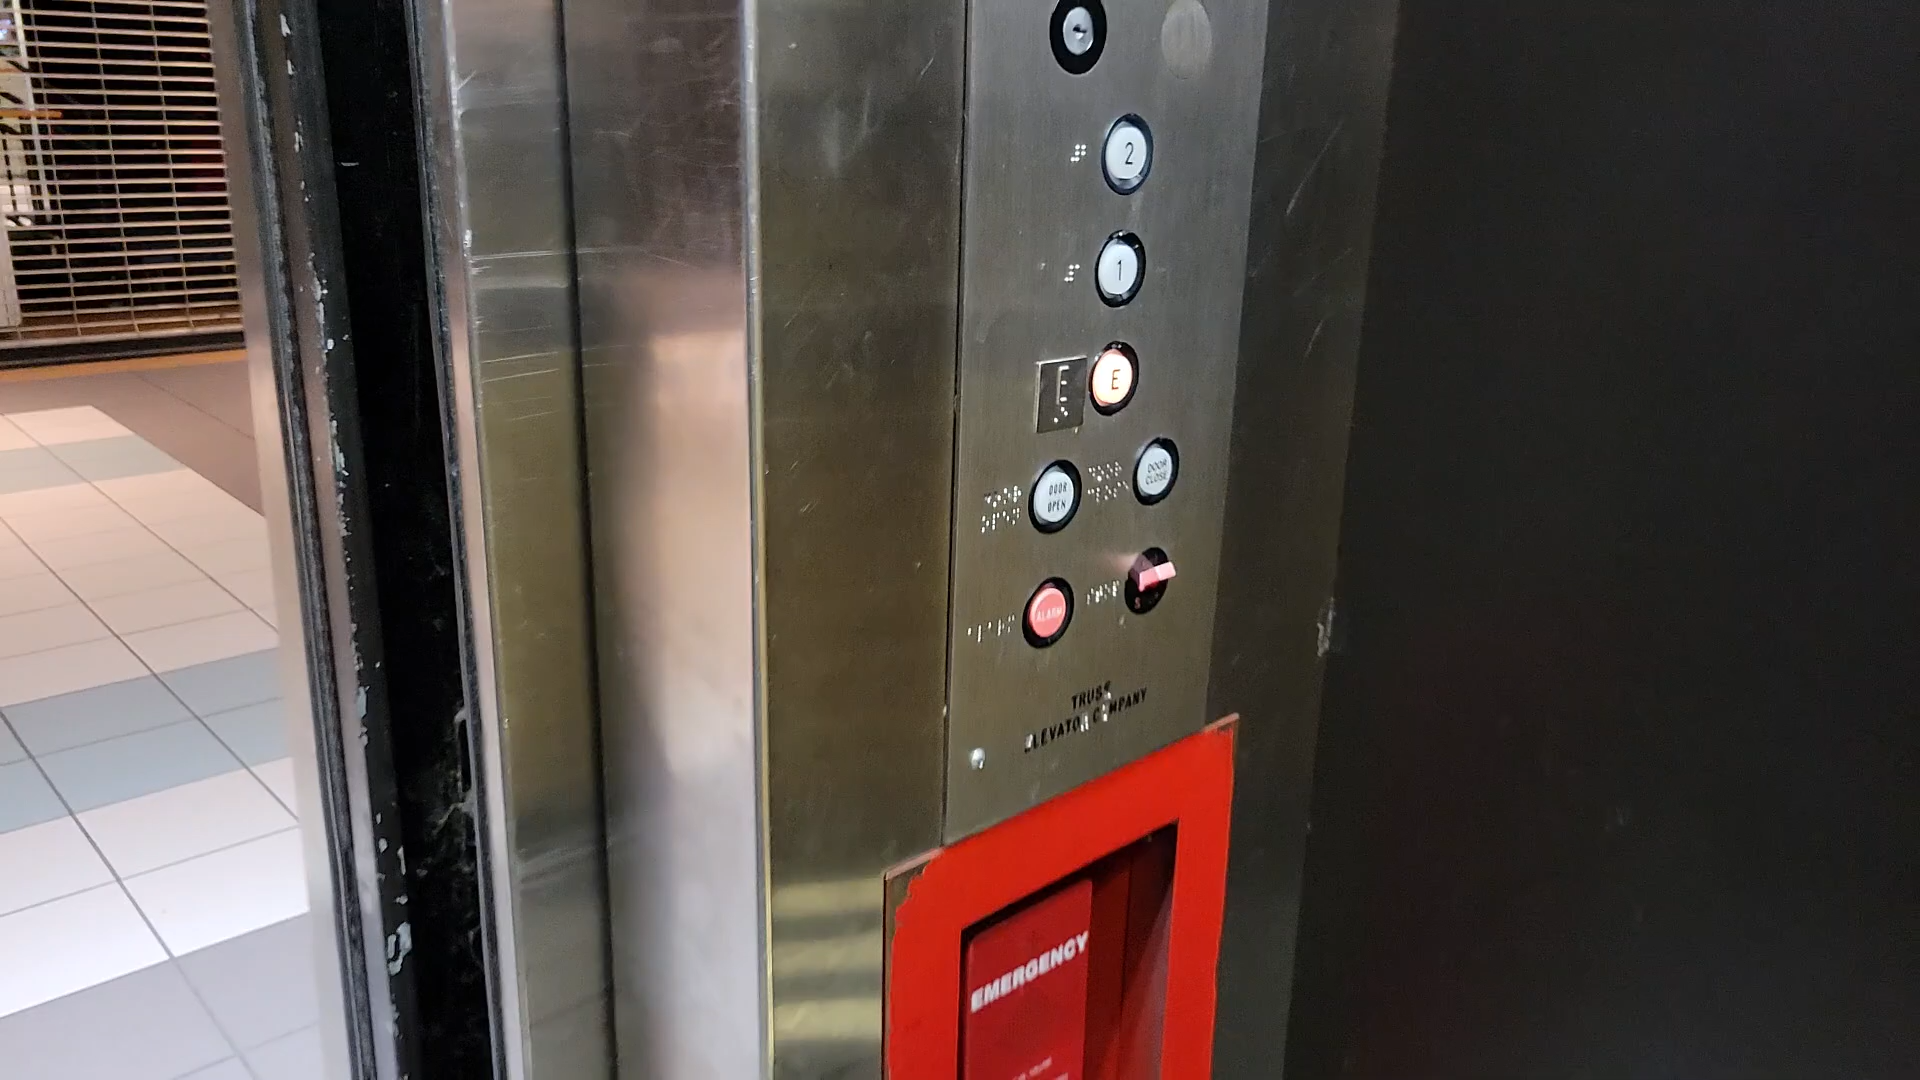 2
1
E
E
DOOR
OPEN
DOOR
CLOSE
ALARM
TRUSS
ELEVATOR COMPANY
EMERGENCY